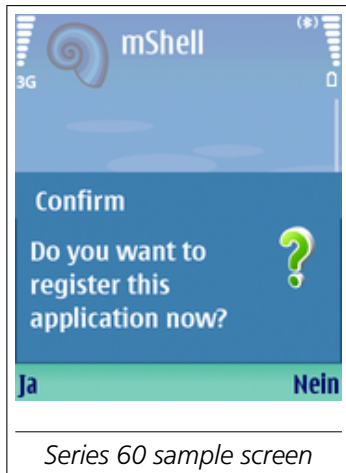 mShell
3G
Confirm
Do you want to
register this
application now?
Ja Nein
Series 60 sample screen